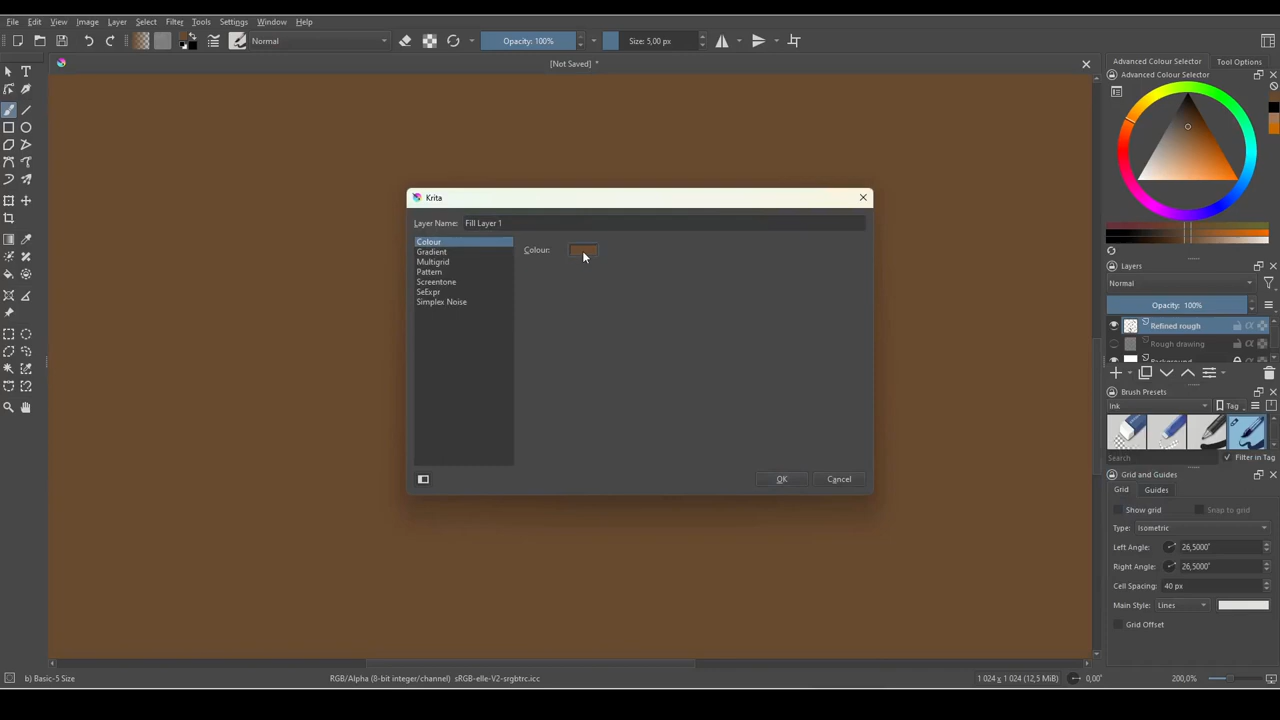 File Edit View Image Layer Select Filter Tools Settings Window Help
Normal Opacity: 100% Size: 5,00 px
[Not Saved] *
Advanced Colour Selector Tool Options
Advanced Colour Selector
Krita
Layer Name: Fill Layer 1
Colour
Gradient
Multigrid
Pattern
Screentone
SeExpr
Simplex Noise
Colour:
OK Cancel
Layers
Normal
Opacity: 100%
Refined rough
Rough drawing
Background
Brush Presets
Ink Tag
Search Filter in Tag
Grid and Guides
Grid Guides
Show grid Snap to grid
Type: Isometric
Left Angle: 26,5000°
Right Angle: 26,5000°
Cell Spacing: 40 px
Main Style: Lines
Grid Offset
b) Basic-5 Size RGB/Alpha (8-bit integer/channel) sRGB-elle-V2-srgbtrc.icc 1 024 x 1 024 (12,5 MiB) 0,00° 200,0%